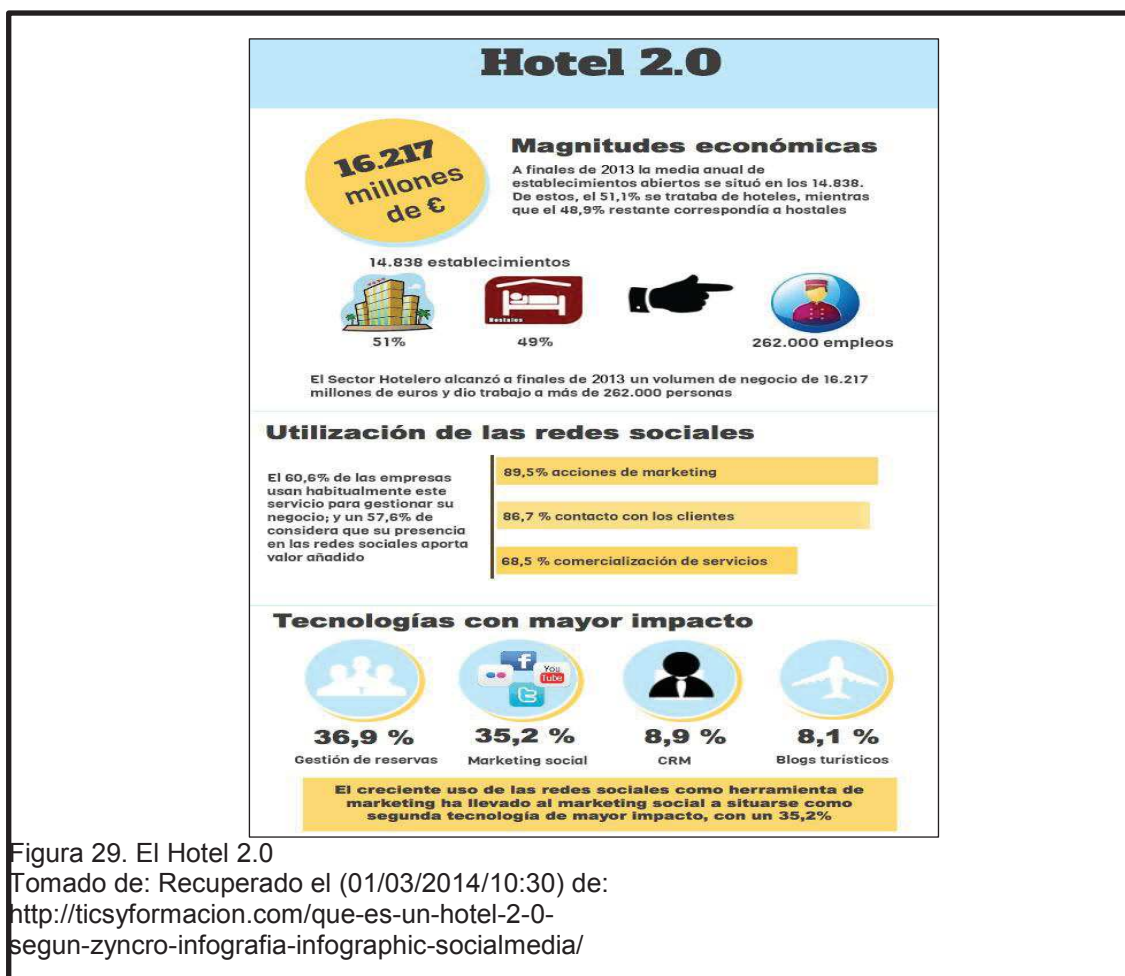 Hotel 2.0
16.217
millones
de €
Magnitudes económicas
A finales de 2013 la media anual de
establecimientos abiertos se situó en los 14.838.
De estos, el 51,1% se trataba de hoteles, mientras
que el 48,9% restante correspondía a hostales
14.838 establecimientos
Hostales
51%
49%
262.000 empleos
El Sector Hotelero alcanzó a finales de 2013 un volumen de negocio de 16.217
millones de euros y dio trabajo a más de 262.000 personas
Utilización de las redes sociales
El 60,6% de las empresas
usan habitualmente este
servicio para gestionar su
negocio; y un 57,6% de
considera que su presencia
en las redes sociales aporta
valor añadido
89,5% acciones de marketing
86,7 % contacto con los clientes
68,5 % comercialización de servicios
Tecnologías con mayor impacto
f
You
Tube
36,9 %
Gestión de reservas
35,2 %
Marketing social
8,9 %
CRM
8,1 %
Blogs turísticos
El creciente uso de las redes sociales como herramienta de
marketing ha llevado al marketing social a situarse como
segunda tecnología de mayor impacto, con un 35,2%
Figura 29. El Hotel 2.0
Tomado de: Recuperado el (01/03/2014/10:30) de:
http://ticsyformacion.com/que-es-un-hotel-2-0-
segun-zyncro-infografia-infographic-socialmedia/